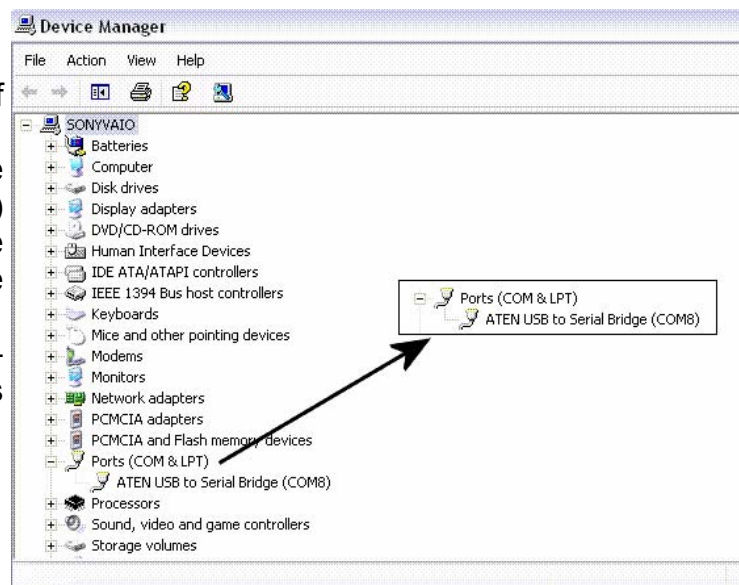 Device Manager
File Action View Help
SONYVAIO
Batteries
Computer
Disk drives
Display adapters
DVD/CD-ROM drives
Human Interface Devices
IDE ATA/ATAPI controllers
IEEE 1394 Bus host controllers
Keyboards
Mice and other pointing devices
Modems
Monitors
Network adapters
PCMCIA adapters
PCMCIA and Flash memory devices
Ports (COM & LPT)
ATEN USB to Serial Bridge (COM8)
Processors
Sound, video and game controllers
Storage volumes
Ports (COM & LPT)
ATEN USB to Serial Bridge (COM8)